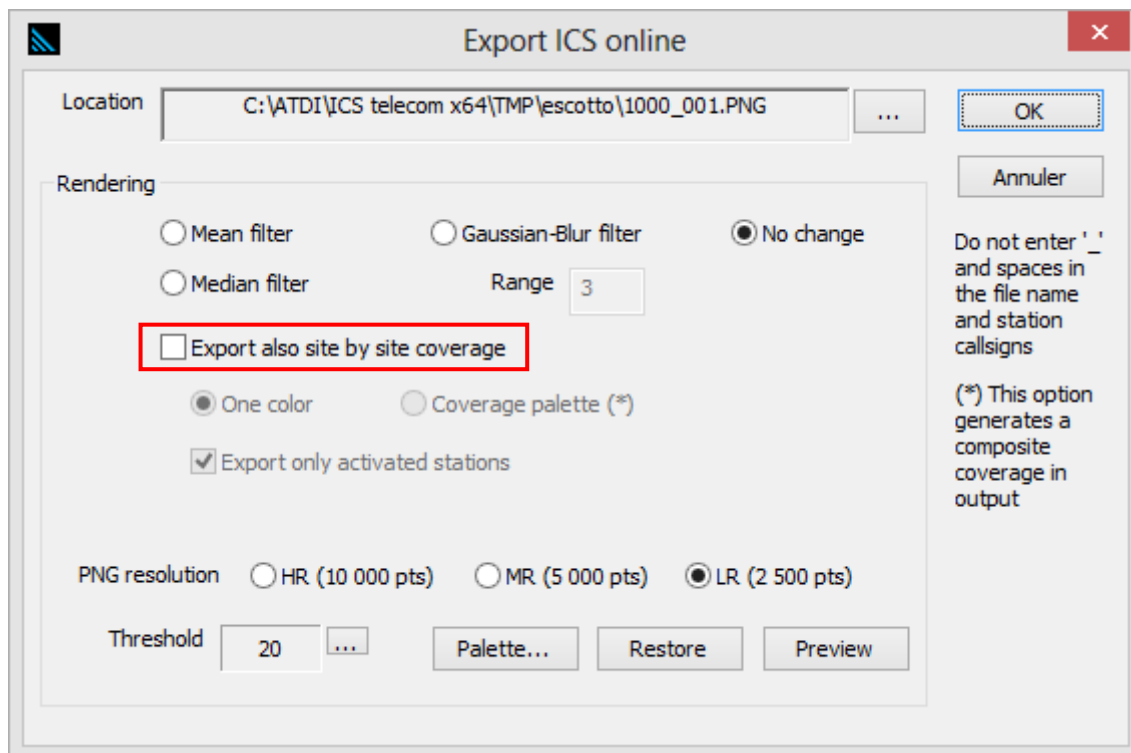 Export ICS online
Location
C:\ATDI\ICS telecom x64\TMP\escotto\1000_001.PNG
...
OK
Annuler
Rendering
Mean filter
Gaussian-Blur filter
No change
Median filter
Range
3
Export also site by site coverage
One color
Coverage palette (*)
Export only activated stations
Do not enter '_'
and spaces in
the file name
and station
callsigns
(*) This option
generates a
composite
coverage in
output
PNG resolution
HR (10 000 pts)
MR (5 000 pts)
LR (2 500 pts)
Threshold
20
...
Palette...
Restore
Preview